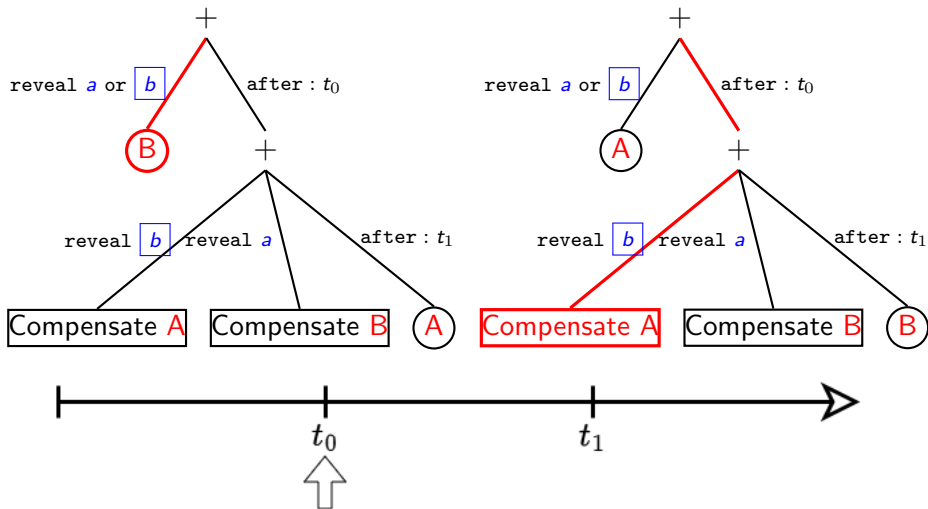 + +
reveal a or b after : t0 reveal a or b after : t0
B + A +
reveal b reveal a after : t1 reveal b reveal a after : t1
Compensate A Compensate B A Compensate A Compensate B B
t0 t1